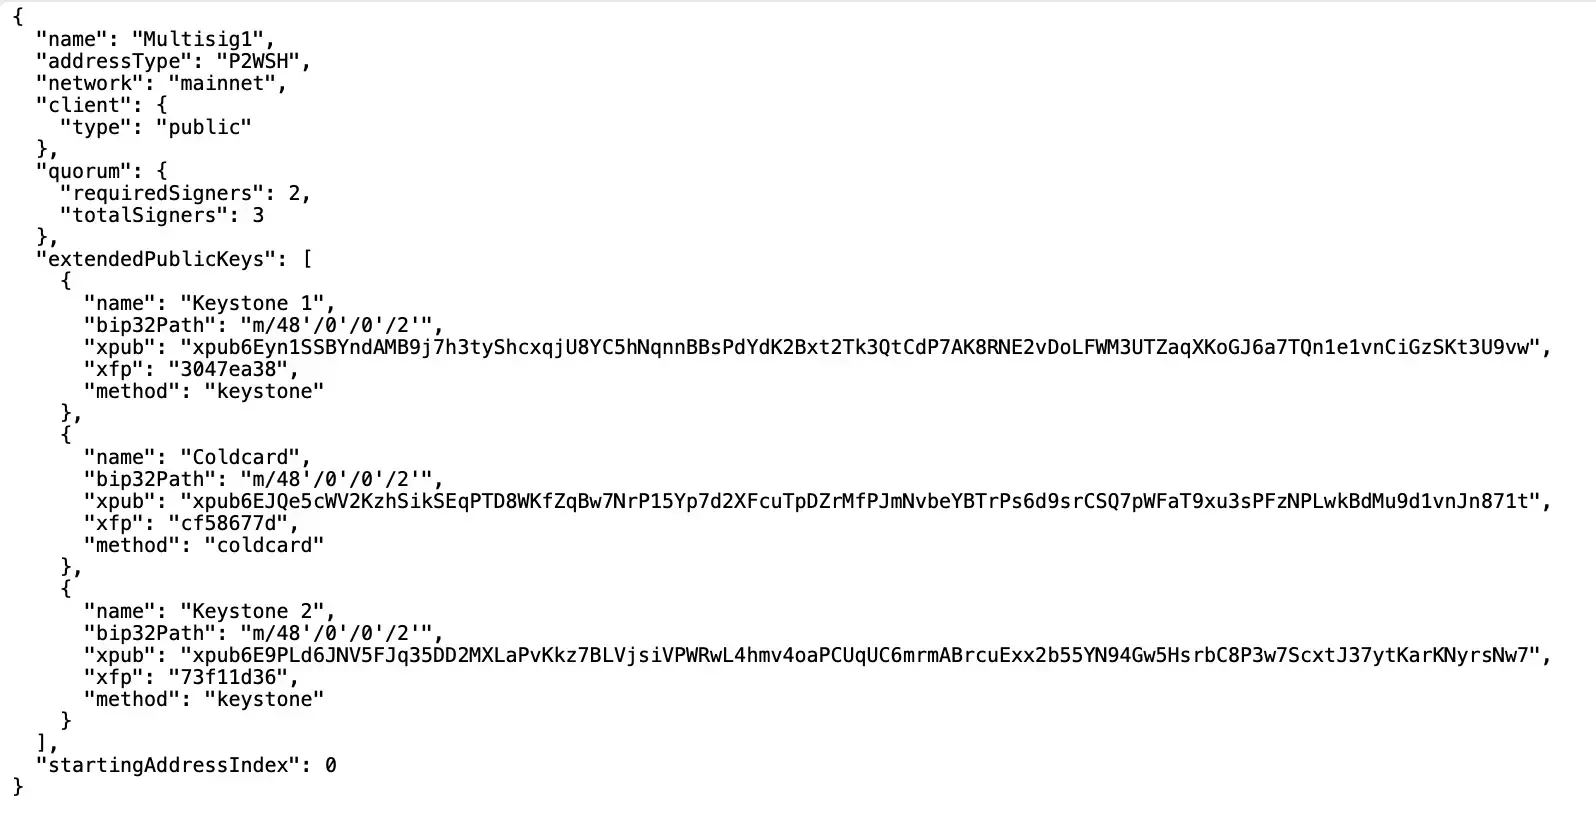 {
  "name": "Multisig1",
  "addressType": "P2WSH",
  "network": "mainnet",
  "client": {
    "type": "public"
  },
  "quorum": {
    "requiredSigners": 2,
    "totalSigners": 3
  },
  "extendedPublicKeys": [
    {
      "name": "Keystone 1",
      "bip32Path": "m/48'/0'/0'/2'",
      "xpub": "xpub6Eyn1SSBYndAMB9j7h3tyShcxqjU8YC5hNqnnBBsPdYdK2Bxt2Tk3QtCdP7AK8RNE2vDoLFWM3UTZaqXKoGJ6a7TQn1e1vnCiGzSKt3U9vw",
      "xfp": "3047ea38",
      "method": "keystone"
    },
    {
      "name": "Coldcard",
      "bip32Path": "m/48'/0'/0'/2'",
      "xpub": "xpub6EJQe5cWV2KzhSikSEqPTD8WKfZqBw7NrP15Yp7d2XFcuTpDZrMfPJmNvbeYBTrPs6d9srCSQ7pWFaT9xu3sPFzNPLwkBdMu9d1vnJn871t",
      "xfp": "cf58677d",
      "method": "coldcard"
    },
    {
      "name": "Keystone 2",
      "bip32Path": "m/48'/0'/0'/2'",
      "xpub": "xpub6E9PLd6JNV5FJq35DD2MXLaPvKkz7BLVjsiVPWRwL4hmv4oaPCUqUC6mrmABrcuExx2b55YN94Gw5HsrbC8P3w7ScxtJ37ytKarKNyrsNw7",
      "xfp": "73f11d36",
      "method": "keystone"
    }
  ],
  "startingAddressIndex": 0
}